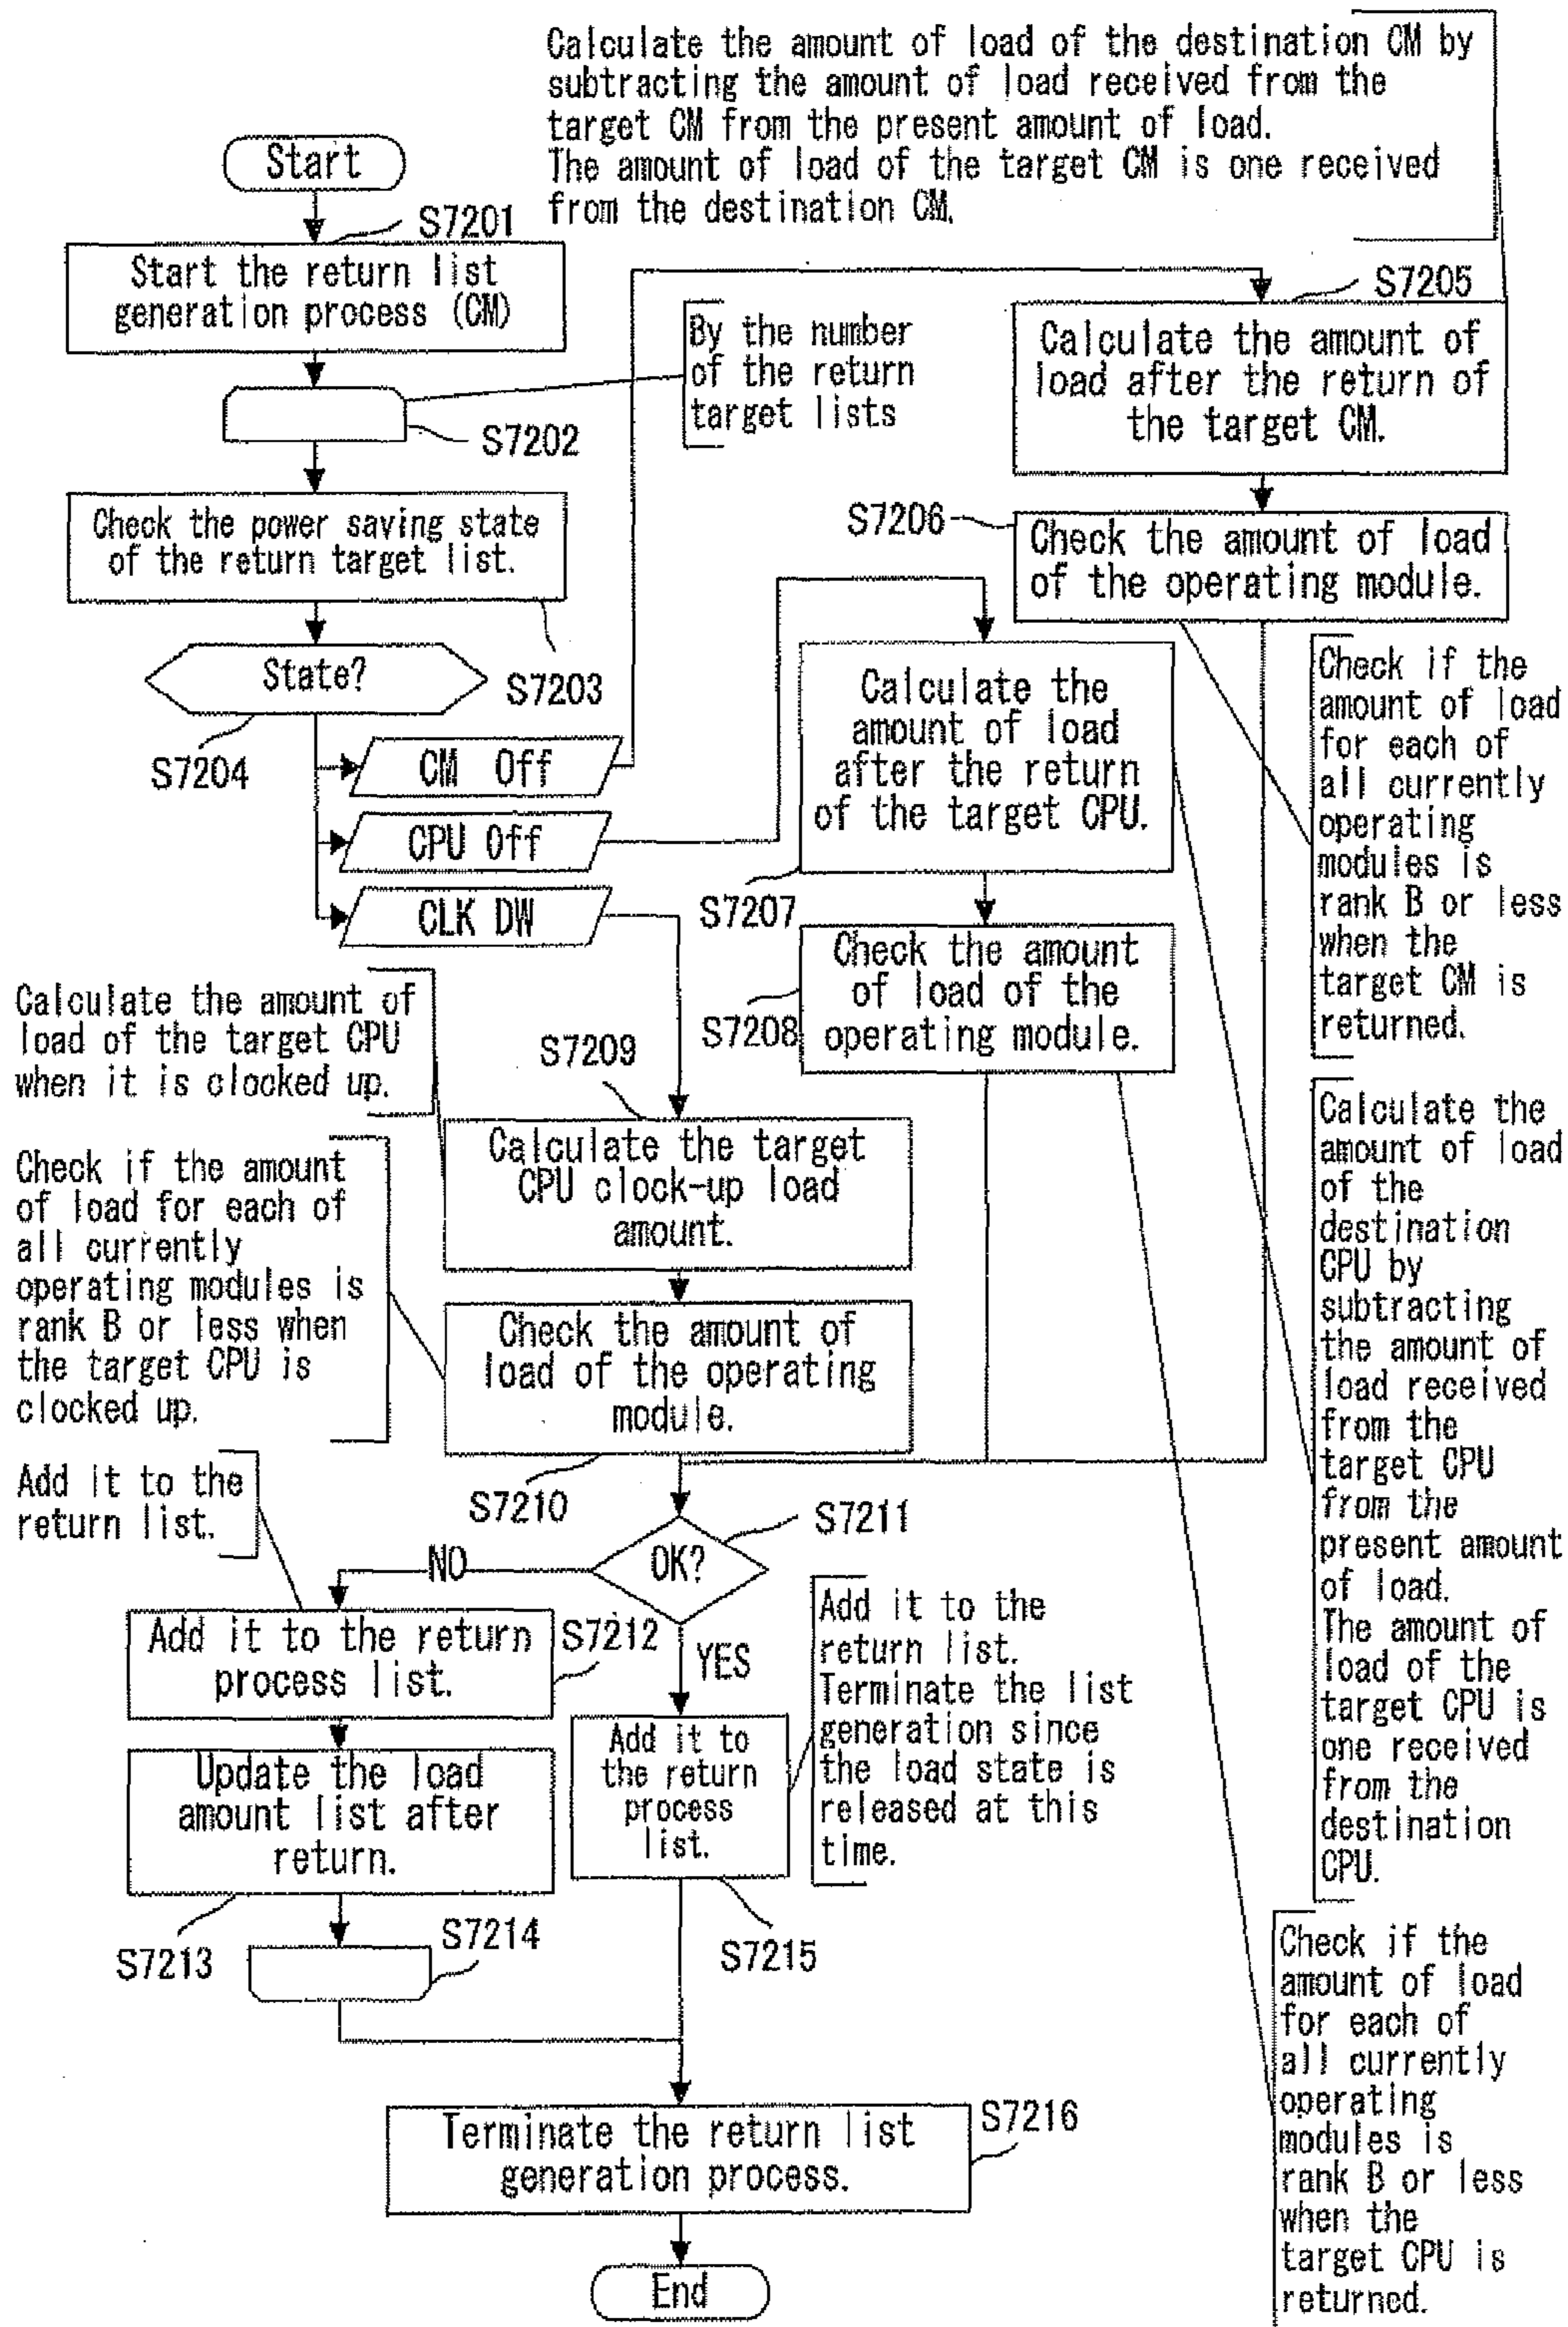 Calculate the amount of load of the destination CM by
subtracting the amount of load received from the
target CM from the present amount of load.
The amount of load of the target CM is one received
from the destination CM.
Start
S7201
Start the return list
generation process (CM)
By the number
of the return
target lists
S7202
S7205
Calculate the amount of
load after the return of
the target CM.
Check the power saving state
of the return target list.
S7203
S7206
Check the amount of load
of the operating module.
Check if the
amount of load
for each of
all currently
operating
modules is
rank B or less
when the
target CM is
returned.
State?
S7204
CM Off
CPU Off
CLK DW
Calculate the
amount of load
after the return
of the target CPU.
S7207
Check the amount
of load of the
operating module.
S7208
Calculate the
amount of load
of the
destination
CPU by
subtracting
the amount of
load received
from the
target CPU
from the
present amount
of load.
The amount of
load of the
target CPU is
one received
from the
destination
CPU.
Calculate the amount of
load of the target CPU
when it is clocked up.
S7209
Calculate the target
CPU clock-up load
amount.
Check if the amount
of load for each of
all currently
operating modules is
rank B or less when
the target CPU is
clocked up.
Check the amount of
load of the operating
module.
S7210
Add it to the
return list.
S7211
OK?
NO
YES
Add it to the return
process list.
S7212
Add it to the
return list.
Terminate the list
generation since
the load state is
released at this
time.
Add it to
the return
process
list.
S7215
Update the load
amount list after
return.
S7213
S7214
Check if the
amount of load
for each of
all currently
operating
modules is
rank B or less
when the
target CPU is
returned.
Terminate the return list
generation process.
S7216
End